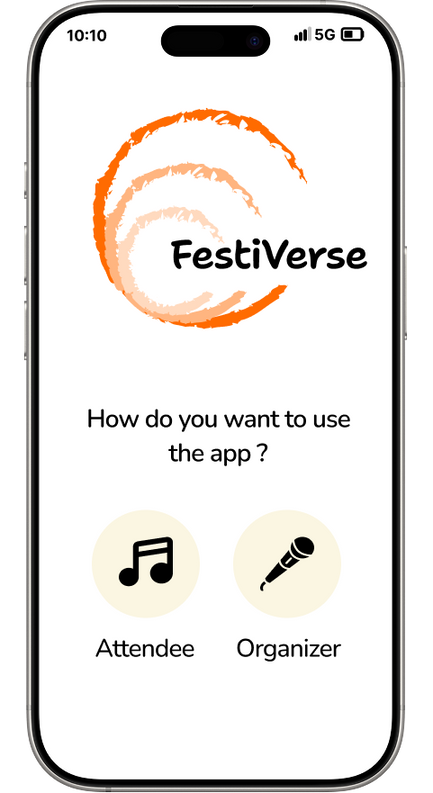 10:10 5G
FestiVerse
How do you want to use
the app ?
Attendee Organizer